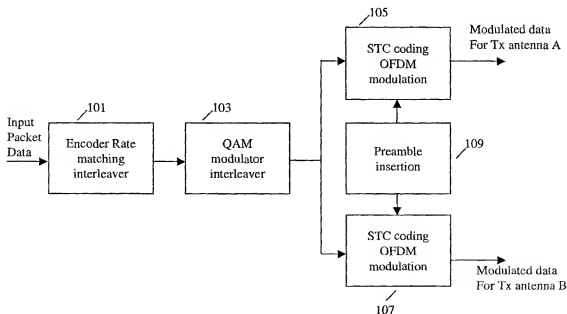 105
Modulated data
For Tx antenna A
STC coding
OFDM
modulation
101
103
Input
Packet
Data
Encoder Rate
matching
interleaver
QAM
modulator
interleaver
Preamble
insertion
109
STC coding
OFDM
modulation
Modulated data
For Tx antenna B
107